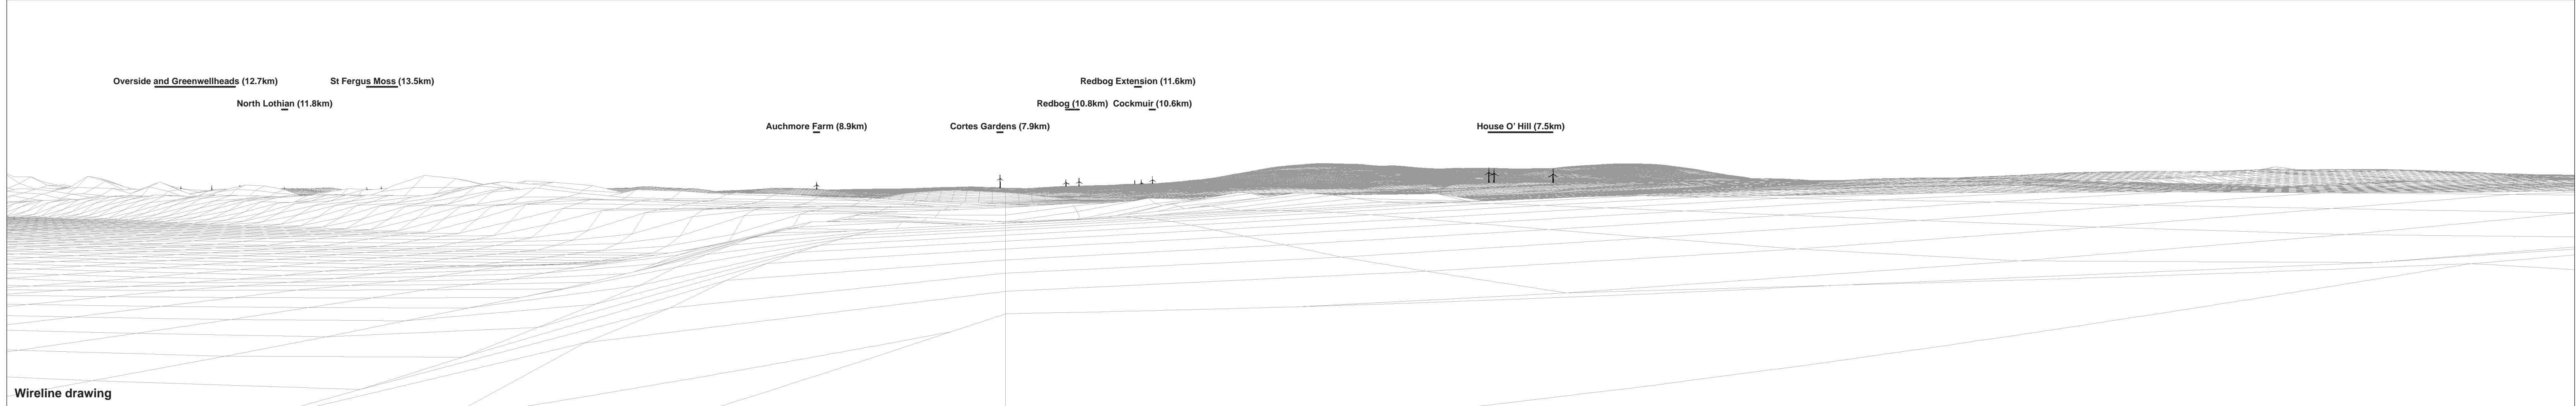 Overside and Greenwellheads (12.7km)
St Fergus Moss (13.5km)
Redbog Extension (11.6km)
North Lothian (11.8km)
Redbog (10.8km)
Cockmuir (10.6km)
Auchmore Farm (8.9km)
Cortes Gardens (7.9km)
House O' Hill (7.5km)
Wireline drawing